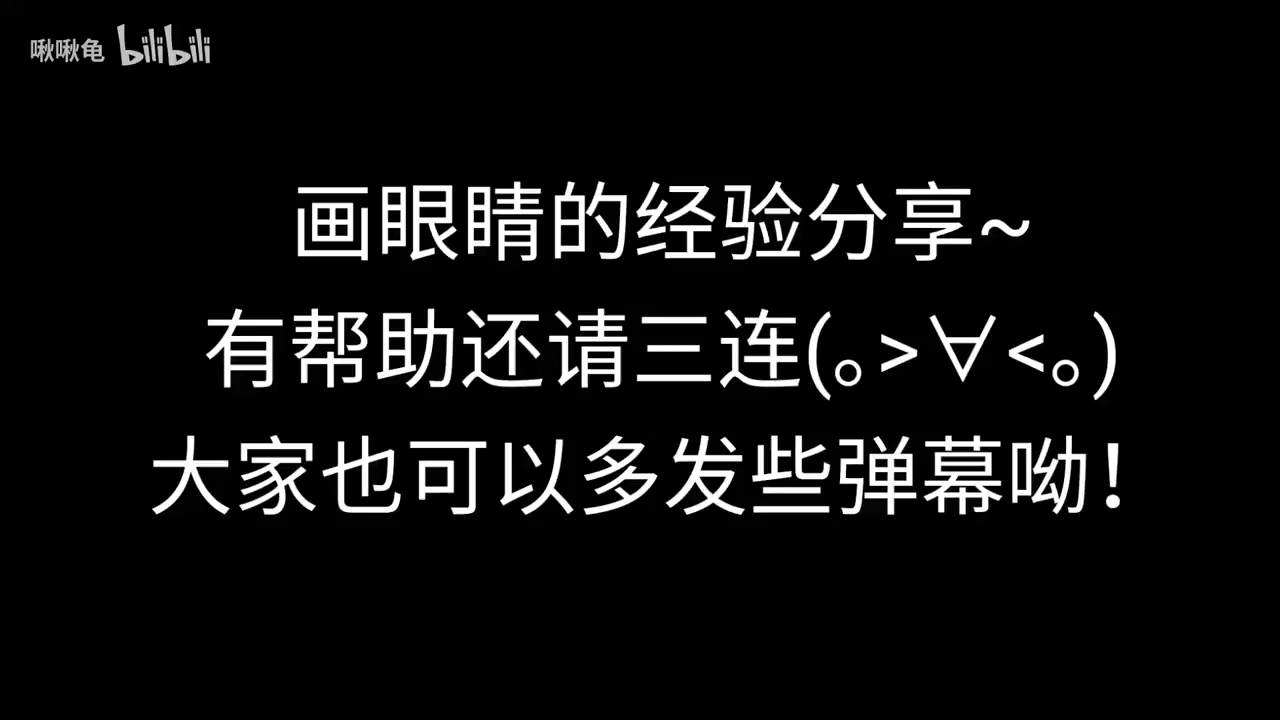 啾啾龟 bilibili
画眼睛的经验分享~
有帮助还请三连(｡>∀<｡)
大家也可以多发些弹幕呦!